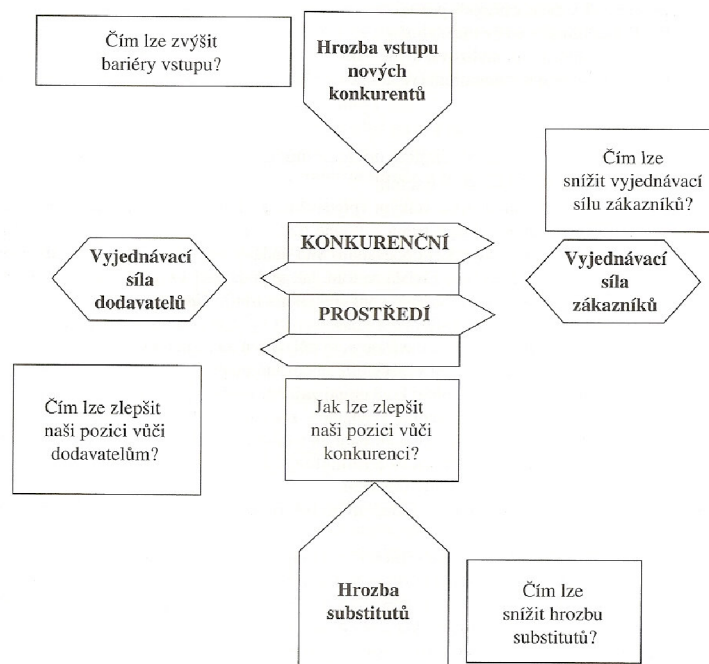 Čím lze zvýšit
bariéry vstupu?
Hrozba vstupu
nových
konkurentů
Čím lze
snížit vyjednávací
sílu zákazníků?
Vyjednávací
síla
dodavatelů
KONKURENČNÍ
PROSTŘEDÍ
Vyjednávací
síla
zákazníků
Čím lze zlepšit
naši pozici vůči
dodavatelům?
Jak lze zlepšit
naši pozici vůči
konkurenci?
Hrozba
substitutů
Čím lze
snížit hrozbu
substitutů?